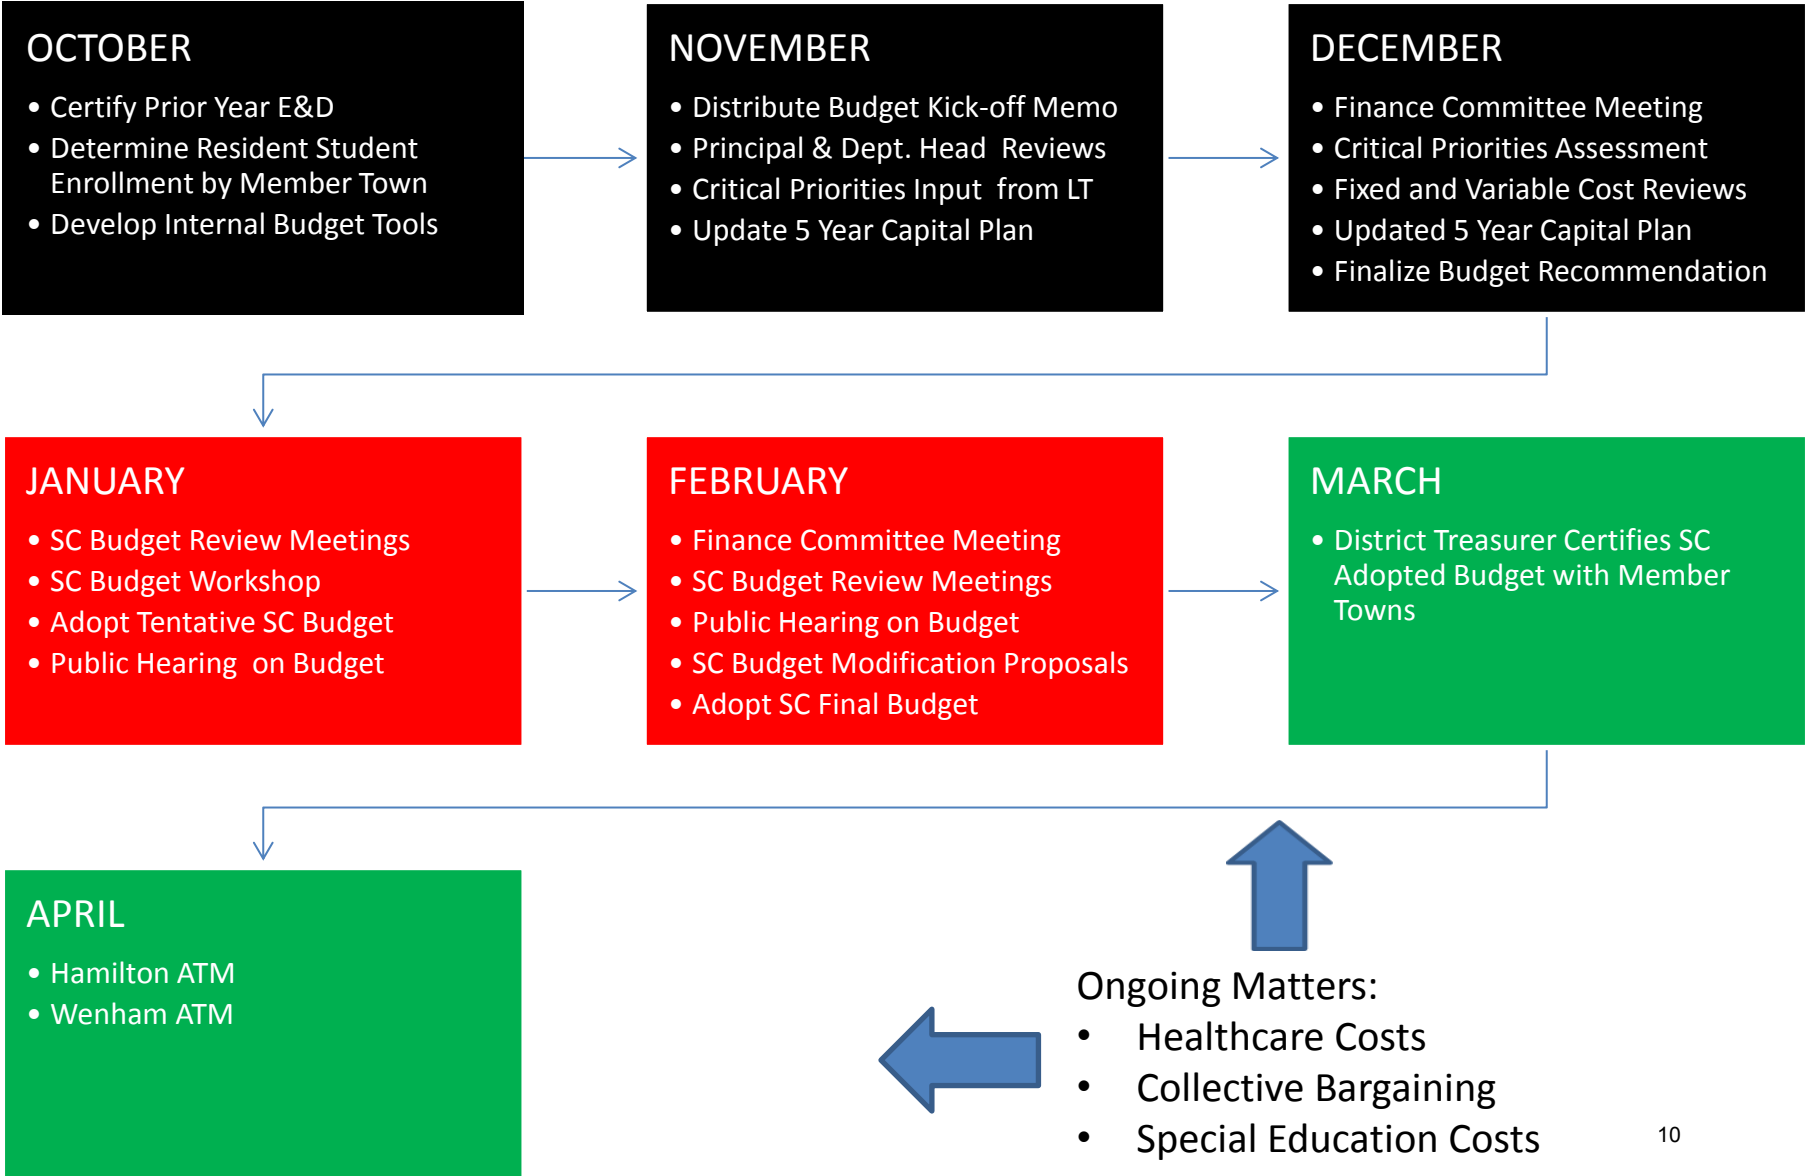 OCTOBER
• Certify Prior Year E&D
• Determine Resident Student
Enrollment by Member Town
• Develop Internal Budget Tools
NOVEMBER
• Distribute Budget Kick-off Memo
• Principal & Dept. Head  Reviews
• Critical Priorities Input  from LT
• Update 5 Year Capital Plan
DECEMBER
• Finance Committee Meeting
• Critical Priorities Assessment
• Fixed and Variable Cost Reviews
• Updated 5 Year Capital Plan
• Finalize Budget Recommendation
JANUARY
• SC Budget Review Meetings
• SC Budget Workshop
• Adopt Tentative SC Budget
• Public Hearing  on Budget
FEBRUARY
• Finance Committee Meeting
• SC Budget Review Meetings
• Public Hearing on Budget
• SC Budget Modification Proposals
• Adopt SC Final Budget
MARCH
• District Treasurer Certifies SC
Adopted Budget with Member
Towns
APRIL
• Hamilton ATM
• Wenham ATM
Ongoing Matters:
• Healthcare Costs
• Collective Bargaining
• Special Education Costs
10